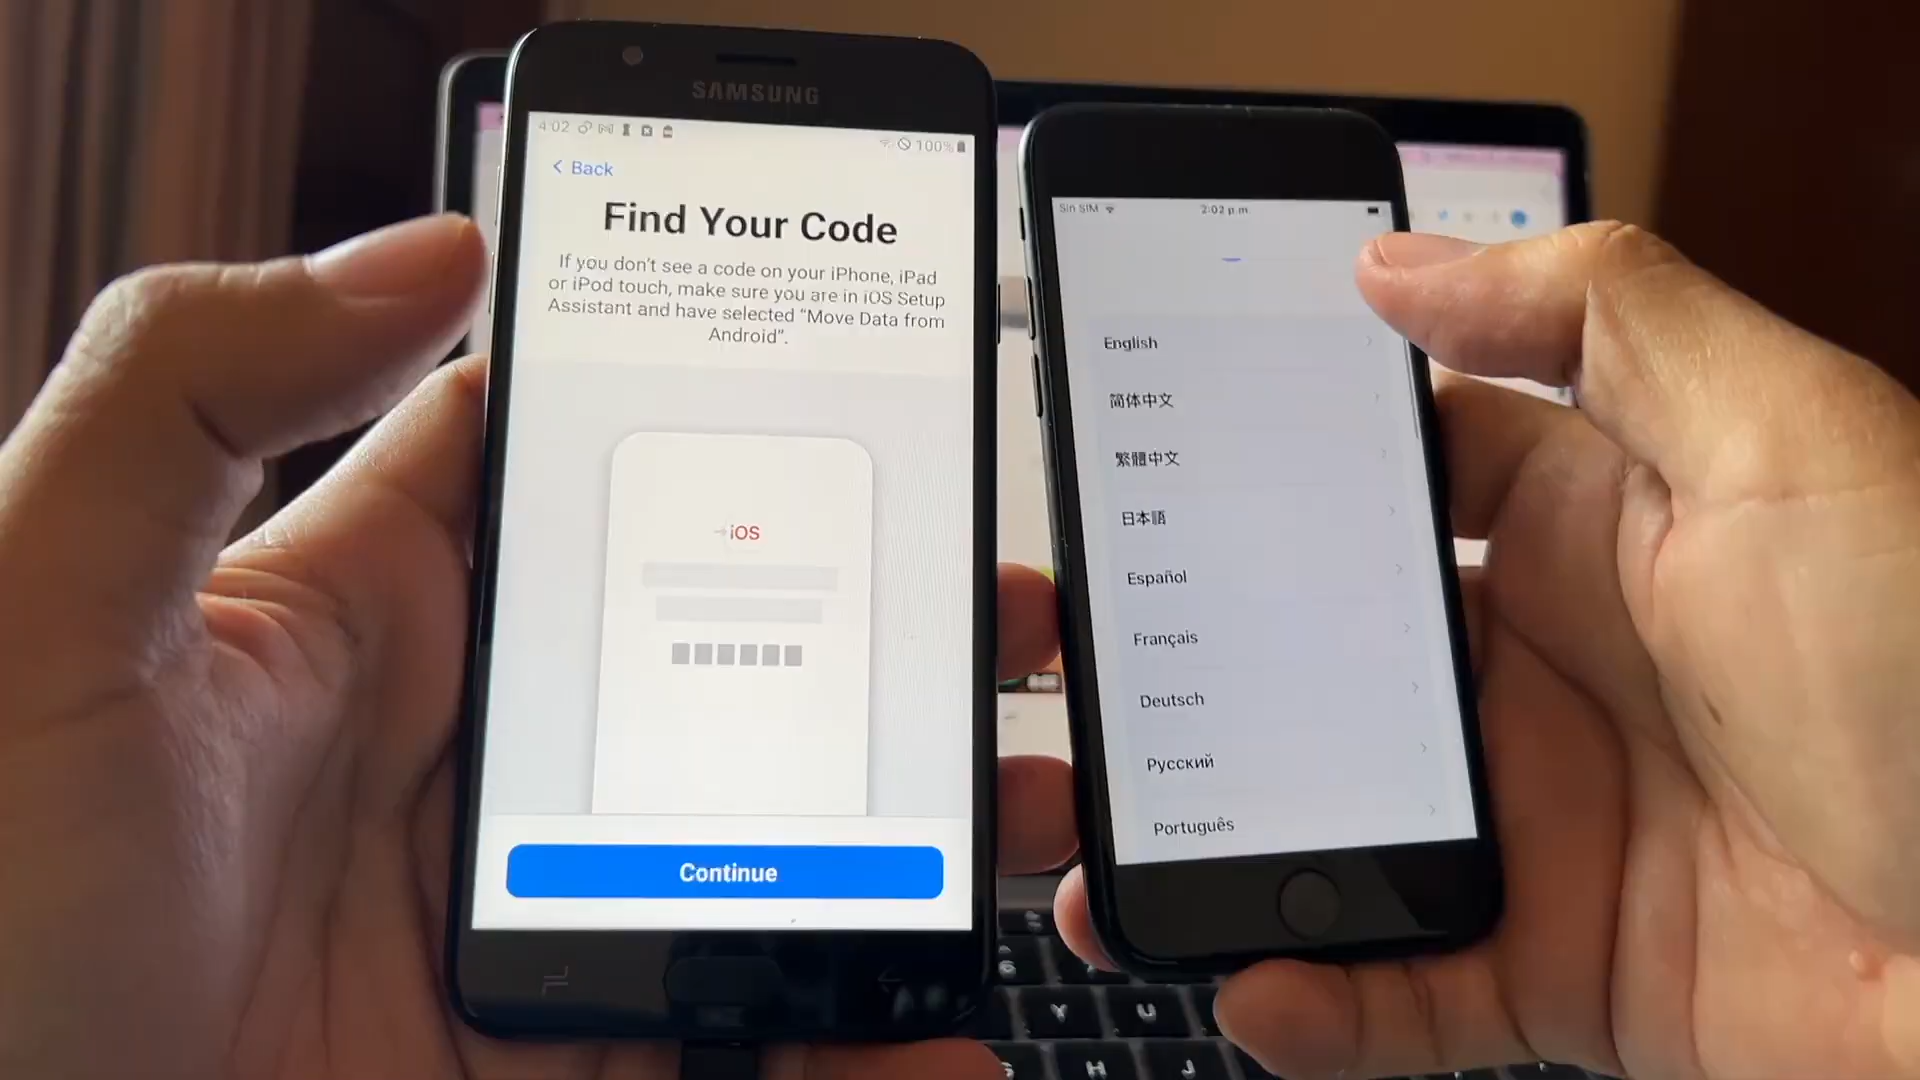 SAMSUNG
4:02
100%
Back
Find Your Code
If you don't see a code on your iPhone, iPad
or iPod touch, make sure you are in iOS Setup
Assistant and have selected “Move Data from
Android”.
iOS
Continue
Sin SIM
2:02 p.m.
English
简体中文
繁體中文
日本語
Español
Français
Deutsch
Русский
Português
Y
U
H
J